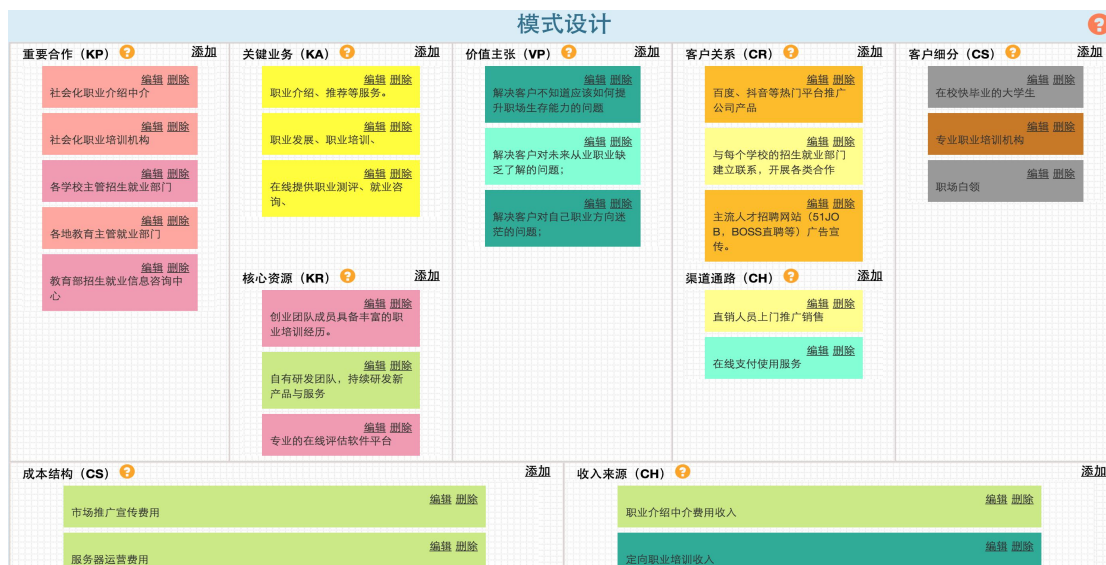 模式设计
?
重要合作（KP） ? 添加
编辑 删除
社会化职业介绍中介
编辑 删除
社会化职业培训机构
编辑 删除
各学校主管招生就业部门
编辑 删除
各地教育主管就业部门
编辑 删除
教育部招生就业信息咨询中
心
关键业务（KA） ? 添加
编辑 删除
职业介绍、推荐等服务。
编辑 删除
职业发展、职业培训、
编辑 删除
在线提供职业测评、就业咨
询、
核心资源（KR） ? 添加
编辑 删除
创业团队成员具备丰富的职
业培训经历。
编辑 删除
自有研发团队，持续研发新
产品与服务
编辑 删除
专业的在线评估软件平台
价值主张（VP） ? 添加
编辑 删除
解决客户不知道应该如何提
升职场生存能力的问题
编辑 删除
解决客户对未来从业职业缺
乏了解的问题；
编辑 删除
解决客户对自己职业方向迷
茫的问题；
客户关系（CR） ? 添加
编辑 删除
百度、抖音等热门平台推广
公司产品
编辑 删除
与每个学校的招生就业部门
建立联系，开展各类合作
编辑 删除
主流人才招聘网站（51JO
B，BOSS直聘等）广告宣
传。
渠道通路（CH） ? 添加
编辑 删除
直销人员上门推广销售
编辑 删除
在线支付使用服务
客户细分（CS） ? 添加
编辑 删除
在校快毕业的大学生
编辑 删除
专业职业培训机构
编辑 删除
职场白领
成本结构（CS） ? 添加
编辑 删除
市场推广宣传费用
编辑 删除
服务器运营费用
收入来源（CH） ? 添加
编辑 删除
职业介绍中介费用收入
编辑 删除
定向职业培训收入